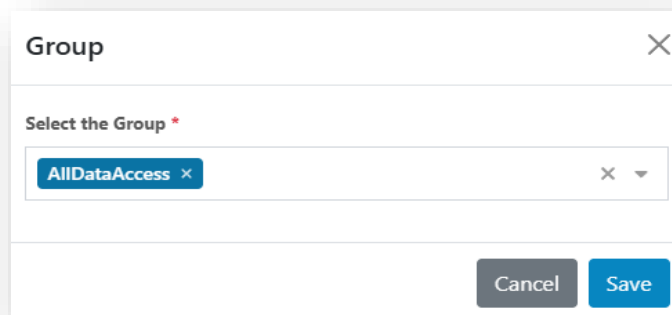 Group
Select the Group *
AllDataAccess ×
Cancel Save